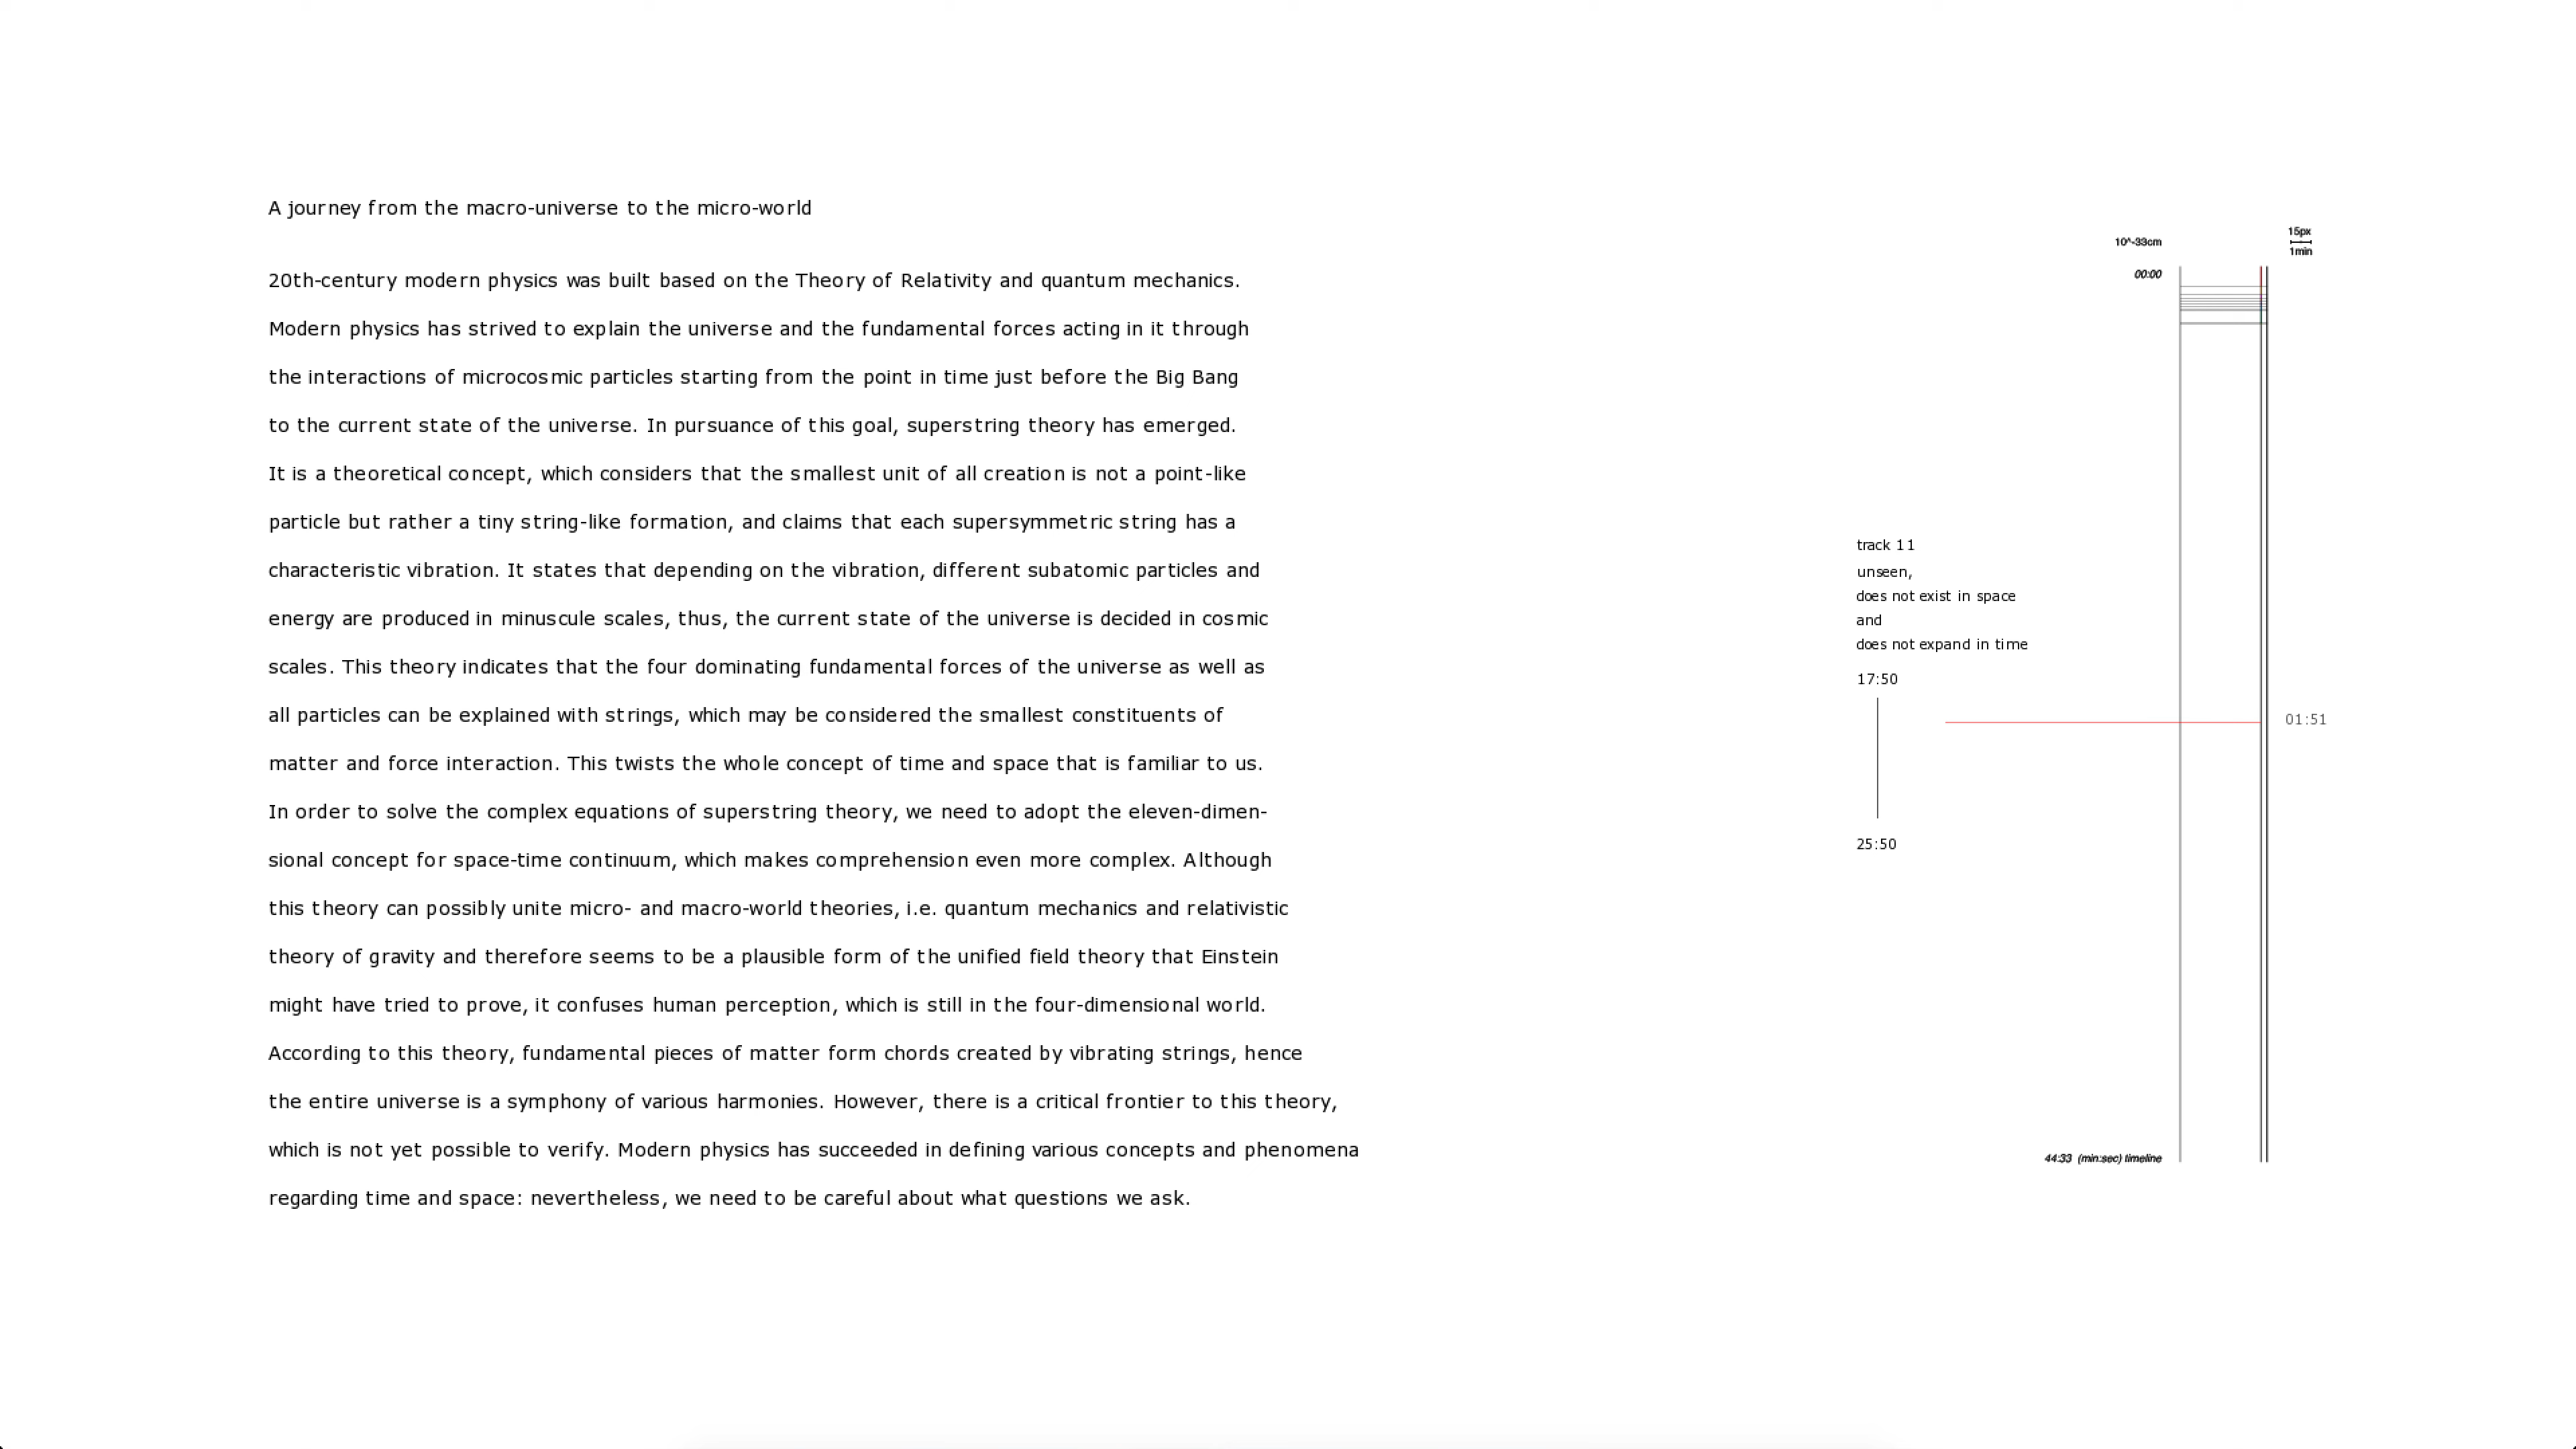 A journey from the macro-universe to the micro-world
20th-century modern physics was built based on the Theory of Relativity and quantum mechanics.
Modern physics has strived to explain the universe and the fundamental forces acting in it through
the interactions of microcosmic particles starting from the point in time just before the Big Bang
to the current state of the universe. In pursuance of this goal, superstring theory has emerged.
It is a theoretical concept, which considers that the smallest unit of all creation is not a point-like
particle but rather a tiny string-like formation, and claims that each supersymmetric string has a
characteristic vibration. It states that depending on the vibration, different subatomic particles and
energy are produced in minuscule scales, thus, the current state of the universe is decided in cosmic
scales. This theory indicates that the four dominating fundamental forces of the universe as well as
all particles can be explained with strings, which may be considered the smallest constituents of
matter and force interaction. This twists the whole concept of time and space that is familiar to us.
In order to solve the complex equations of superstring theory, we need to adopt the eleven-dimen-
sional concept for space-time continuum, which makes comprehension even more complex. Although
this theory can possibly unite micro- and macro-world theories, i.e. quantum mechanics and relativistic
theory of gravity and therefore seems to be a plausible form of the unified field theory that Einstein
might have tried to prove, it confuses human perception, which is still in the four-dimensional world.
According to this theory, fundamental pieces of matter form chords created by vibrating strings, hence
the entire universe is a symphony of various harmonies. However, there is a critical frontier to this theory,
which is not yet possible to verify. Modern physics has succeeded in defining various concepts and phenomena
regarding time and space: nevertheless, we need to be careful about what questions we ask.
track 11
unseen,
does not exist in space
and
does not expand in time
17:50
25:50
10^-33cm
00:00
15px
1min
01:51
44:33 (min:sec) timeline